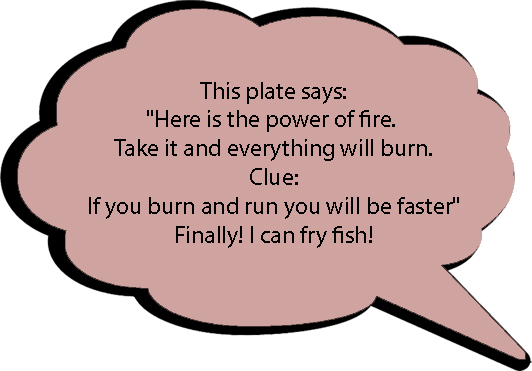 This plate says:
"Here is the power of fire.
Take it and everything will burn.
Clue:
If you burn and run you will be faster"
Finally! I can fry fish!